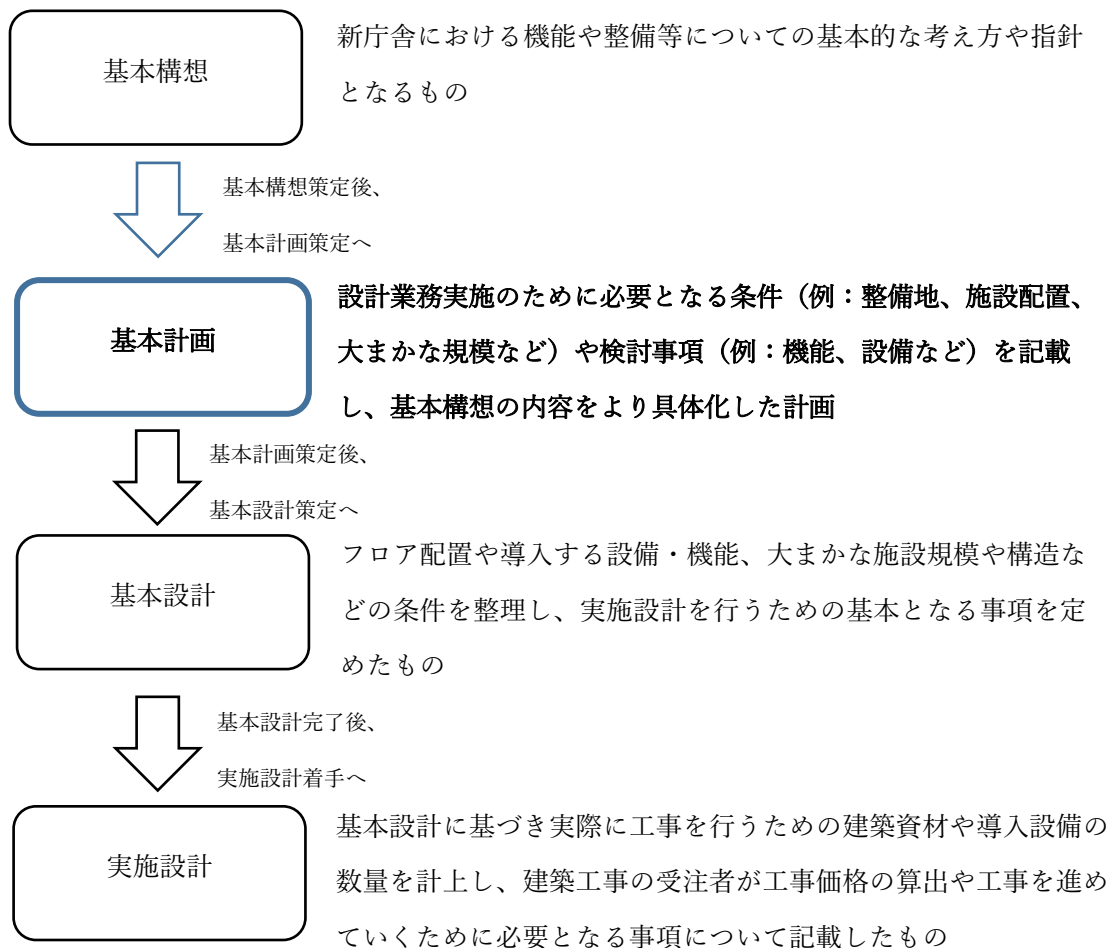 基本構想
新庁舎における機能や整備等についての基本的な考え方や指針
となるもの
基本構想策定後、
基本計画策定へ
基本計画
設計業務実施のために必要となる条件（例：整備地、施設配置、
大まかな規模など）や検討事項（例：機能、設備など）を記載
し、基本構想の内容をより具体化した計画
基本計画策定後、
基本設計策定へ
基本設計
フロア配置や導入する設備・機能、大まかな施設規模や構造な
どの条件を整理し、実施設計を行うための基本となる事項を定
めたもの
基本設計完了後、
実施設計着手へ
実施設計
基本設計に基づき実際に工事を行うための建築資材や導入設備の
数量を計上し、建築工事の受注者が工事価格の算出や工事を進め
ていくために必要となる事項について記載したもの